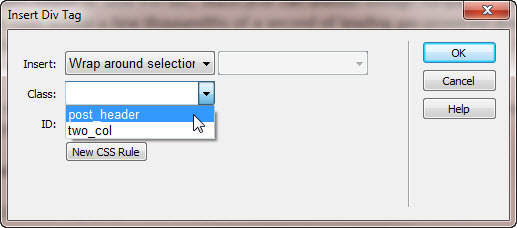 Insert Div Tag
Insert: Wrap around selection
OK
Class:
Cancel
post_header
ID:
two_col
Help
New CSS Rule